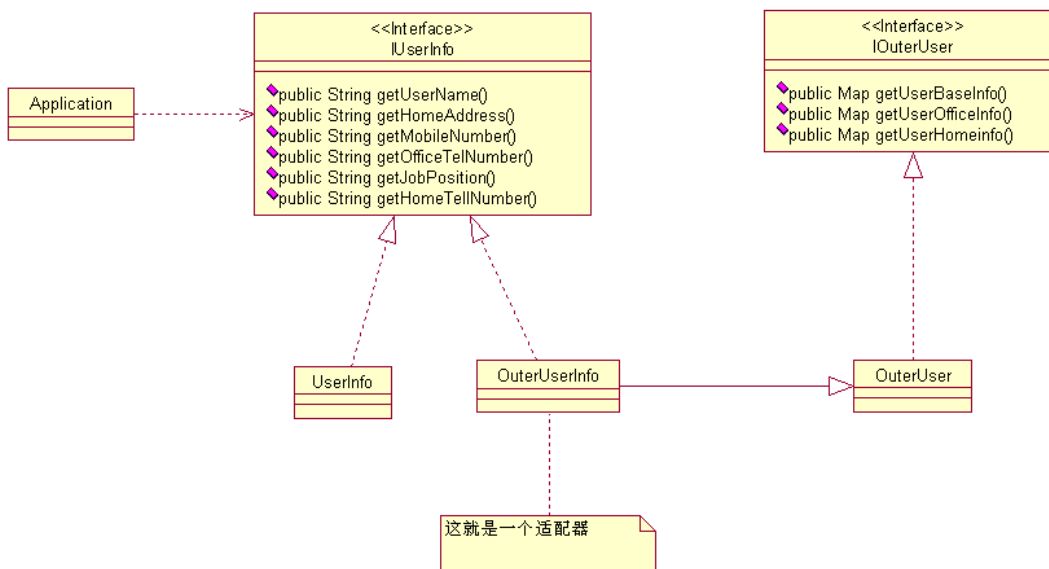 <<Interface>>
IUserInfo
public String getUserName()
public String getHomeAddress()
public String getMobileNumber()
public String getOfficeTelNumber()
public String getJobPosition()
public String getHomeTellNumber()
<<Interface>>
IOuterUser
public Map getUserBaseInfo()
public Map getUserOfficeInfo()
public Map getUserHomeinfo()
Application
UserInfo
OuterUserInfo
OuterUser
这就是一个适配器